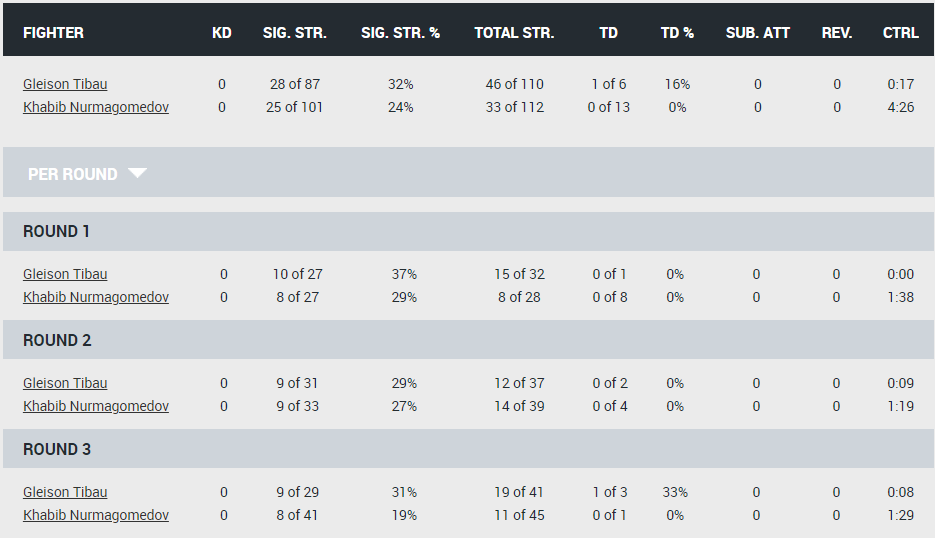 FIGHTER KD SIG. STR. SIG. STR. % TOTAL STR. TD TD % SUB. ATT REV. CTRL
Gleison Tibau 0 28 of 87 32% 46 of 110 1 of 6 16% 0 0 0:17
Khabib Nurmagomedov 0 25 of 101 24% 33 of 112 0 of 13 0% 0 0 4:26
PER ROUND
ROUND 1
Gleison Tibau 0 10 of 27 37% 15 of 32 0 of 1 0% 0 0 0:00
Khabib Nurmagomedov 0 8 of 27 29% 8 of 28 0 of 8 0% 0 0 1:38
ROUND 2
Gleison Tibau 0 9 of 31 29% 12 of 37 0 of 2 0% 0 0 0:09
Khabib Nurmagomedov 0 9 of 33 27% 14 of 39 0 of 4 0% 0 0 1:19
ROUND 3
Gleison Tibau 0 9 of 29 31% 19 of 41 1 of 3 33% 0 0 0:08
Khabib Nurmagomedov 0 8 of 41 19% 11 of 45 0 of 1 0% 0 0 1:29